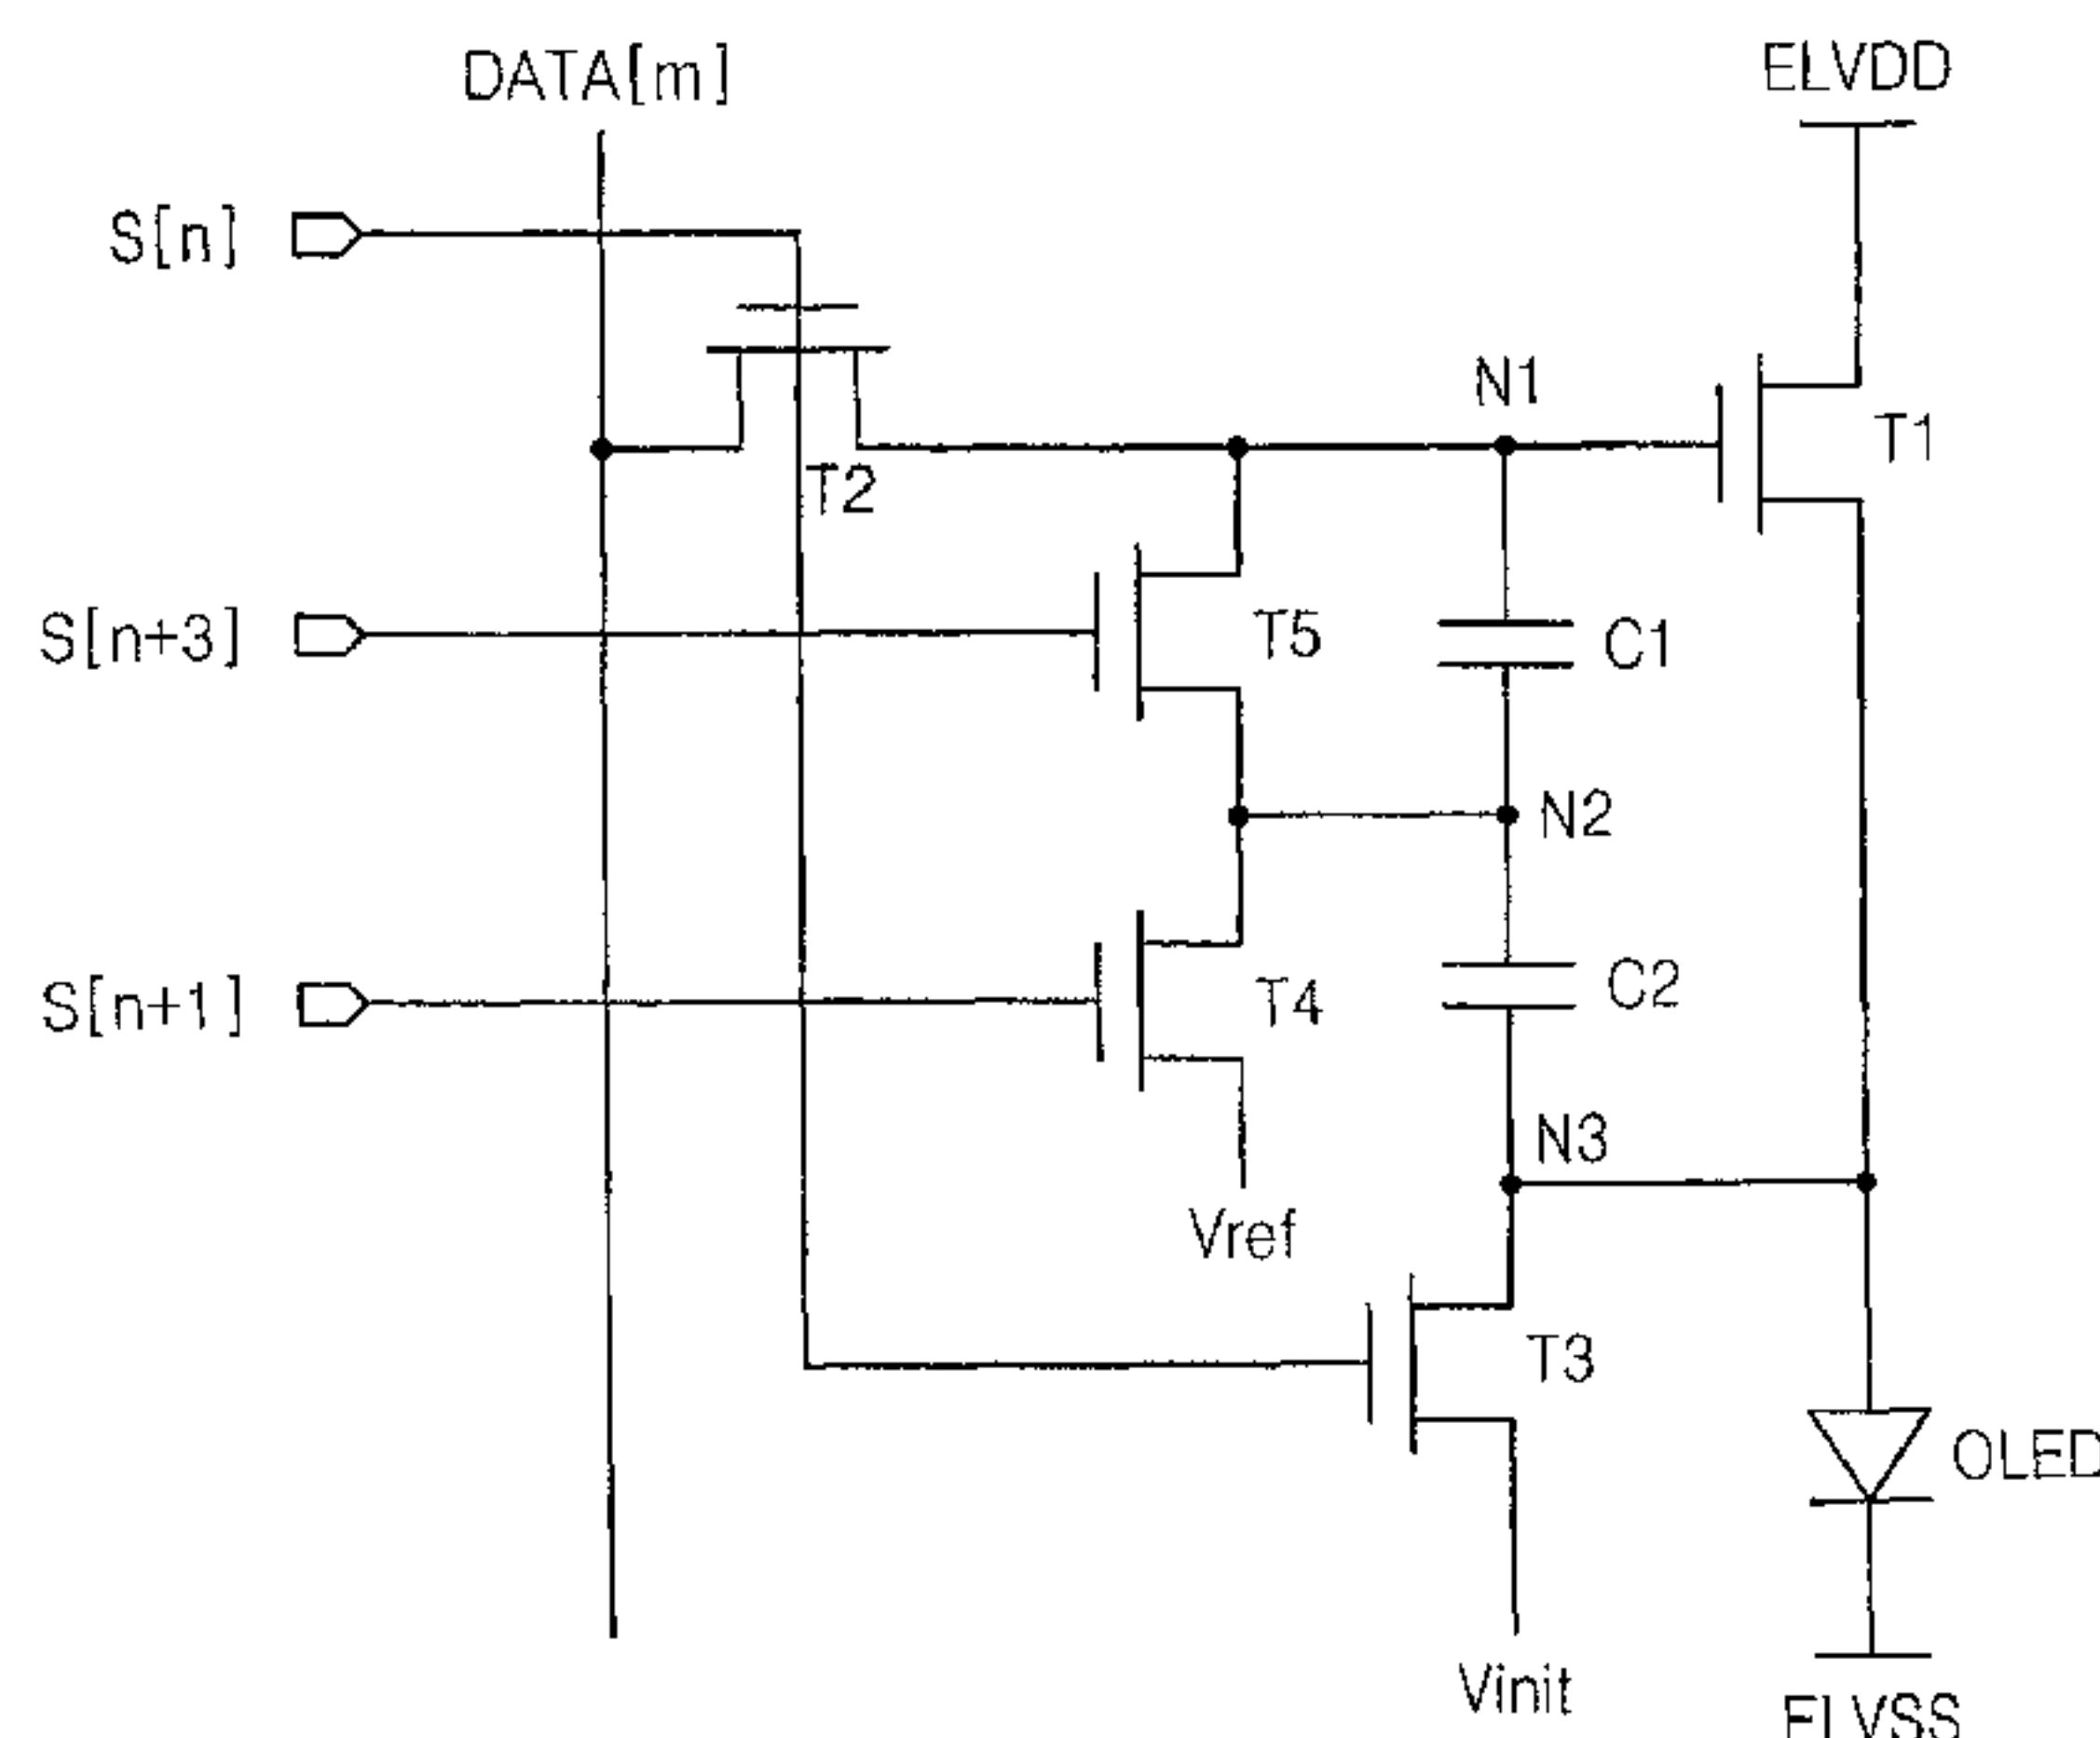 DATA[m]
ELVDD
S[n]
N1
T1
T2
S[n+3]
T5
C1
N2
S[n+1]
T4
C2
N3
Vref
T3
OLED
Vinit
ELVSS